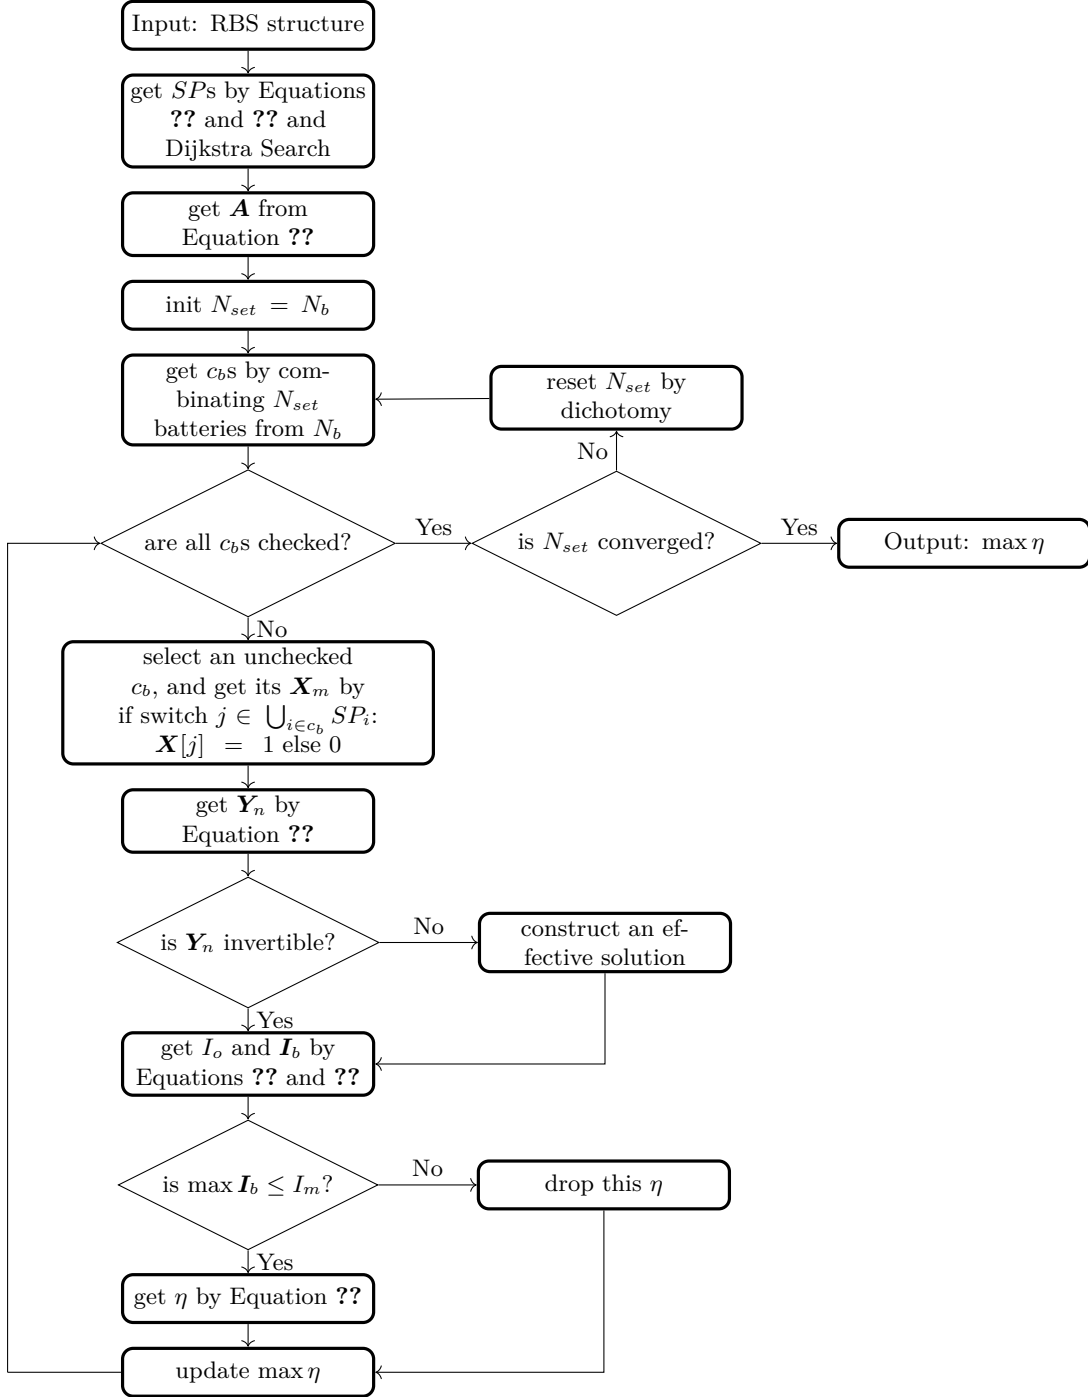 Input: RBS structure
get SPs by Equations
?? and ?? and
Dijkstra Search
get A from
Equation ??
init N_set = N_b
get c_bs by com-
binating N_set
batteries from N_b
reset N_set by
dichotomy
No
are all c_bs checked?
Yes
is N_set converged?
Yes
Output: max η
No
select an unchecked
c_b, and get its X_m by
if switch j ∈ ⋃_{i∈c_b} SP_i:
X[j] = 1 else 0
get Y_n by
Equation ??
is Y_n invertible?
No
construct an ef-
fective solution
Yes
get I_o and I_b by
Equations ?? and ??
is max I_b ≤ I_m?
No
drop this η
Yes
get η by Equation ??
update max η